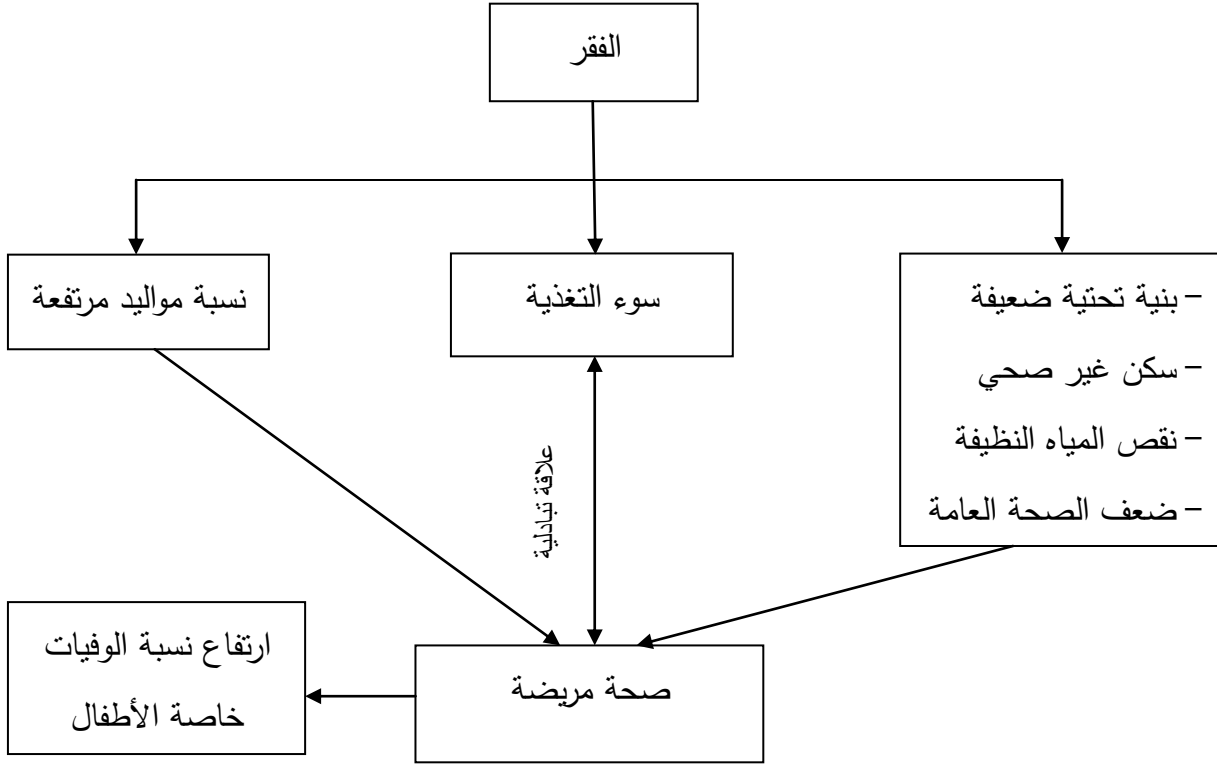 الفقر
- بنية تحتية ضعيفة
- سكن غير صحي
- نقص المياه النظيفة
- ضعف الصحة العامة
سوء التغذية
نسبة مواليد مرتفعة
علاقة تبادلية
صحة مريضة
ارتفاع نسبة الوفيات
خاصة الأطفال